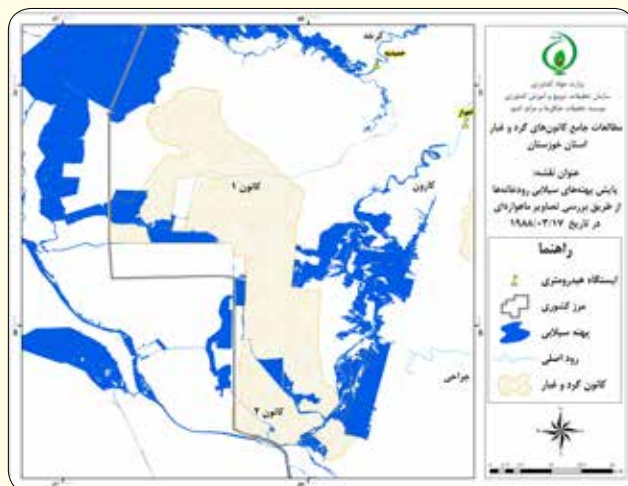 وزارت جهاد کشاورزی
سازمان تحقیقات، ترویج و آموزش کشاورزی
موسسه تحقیقات جنگل‌ها و مراتع کشور
مطالعات جامع کانون‌های گرد و غبار
استان خوزستان
عنوان نقشه:
پایش پهنه‌های سیلابی رودخانه‌ها
از طریق بررسی تصاویر ماهواره‌ای
در تاریخ ۱۹۸۸/۰۳/۱۷
راهنما
ایستگاه هیدرومتری
مرز کشوری
پهنه سیلابی
رود اصلی
کانون گرد و غبار
کرخه
حمیدیه
اهواز
کارون
کانون ۱
جراحی
کانون ۲